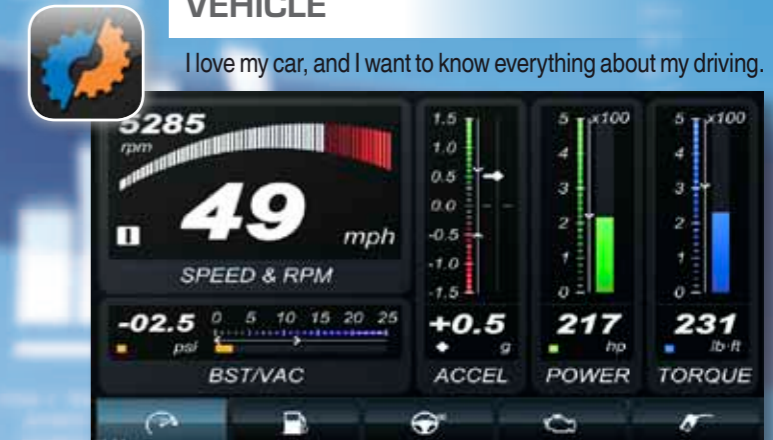 VEHICLE
I love my car, and I want to know everything about my driving.
5285
rpm
49
mph
SPEED & RPM
-02.5
psi
0 5 10 15 20 25
BST/VAC
1.5
1.0
0.5
0.0
-0.5
-1.0
-1.5
+0.5
g
ACCEL
5 x100
4
3
2
1
0
217
hp
POWER
5 x100
4
3
2
1
0
231
lb·ft
TORQUE